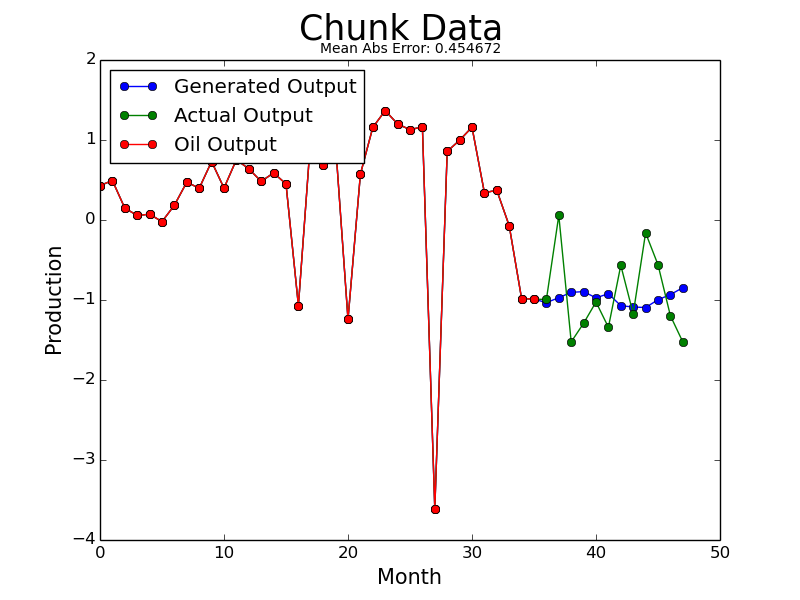 Chunk Data
Mean Abs Error: 0.454672
Generated Output
Actual Output
Oil Output
2
1
0
−1
−2
−3
−4
Production
0 10 20 30 40 50
Month